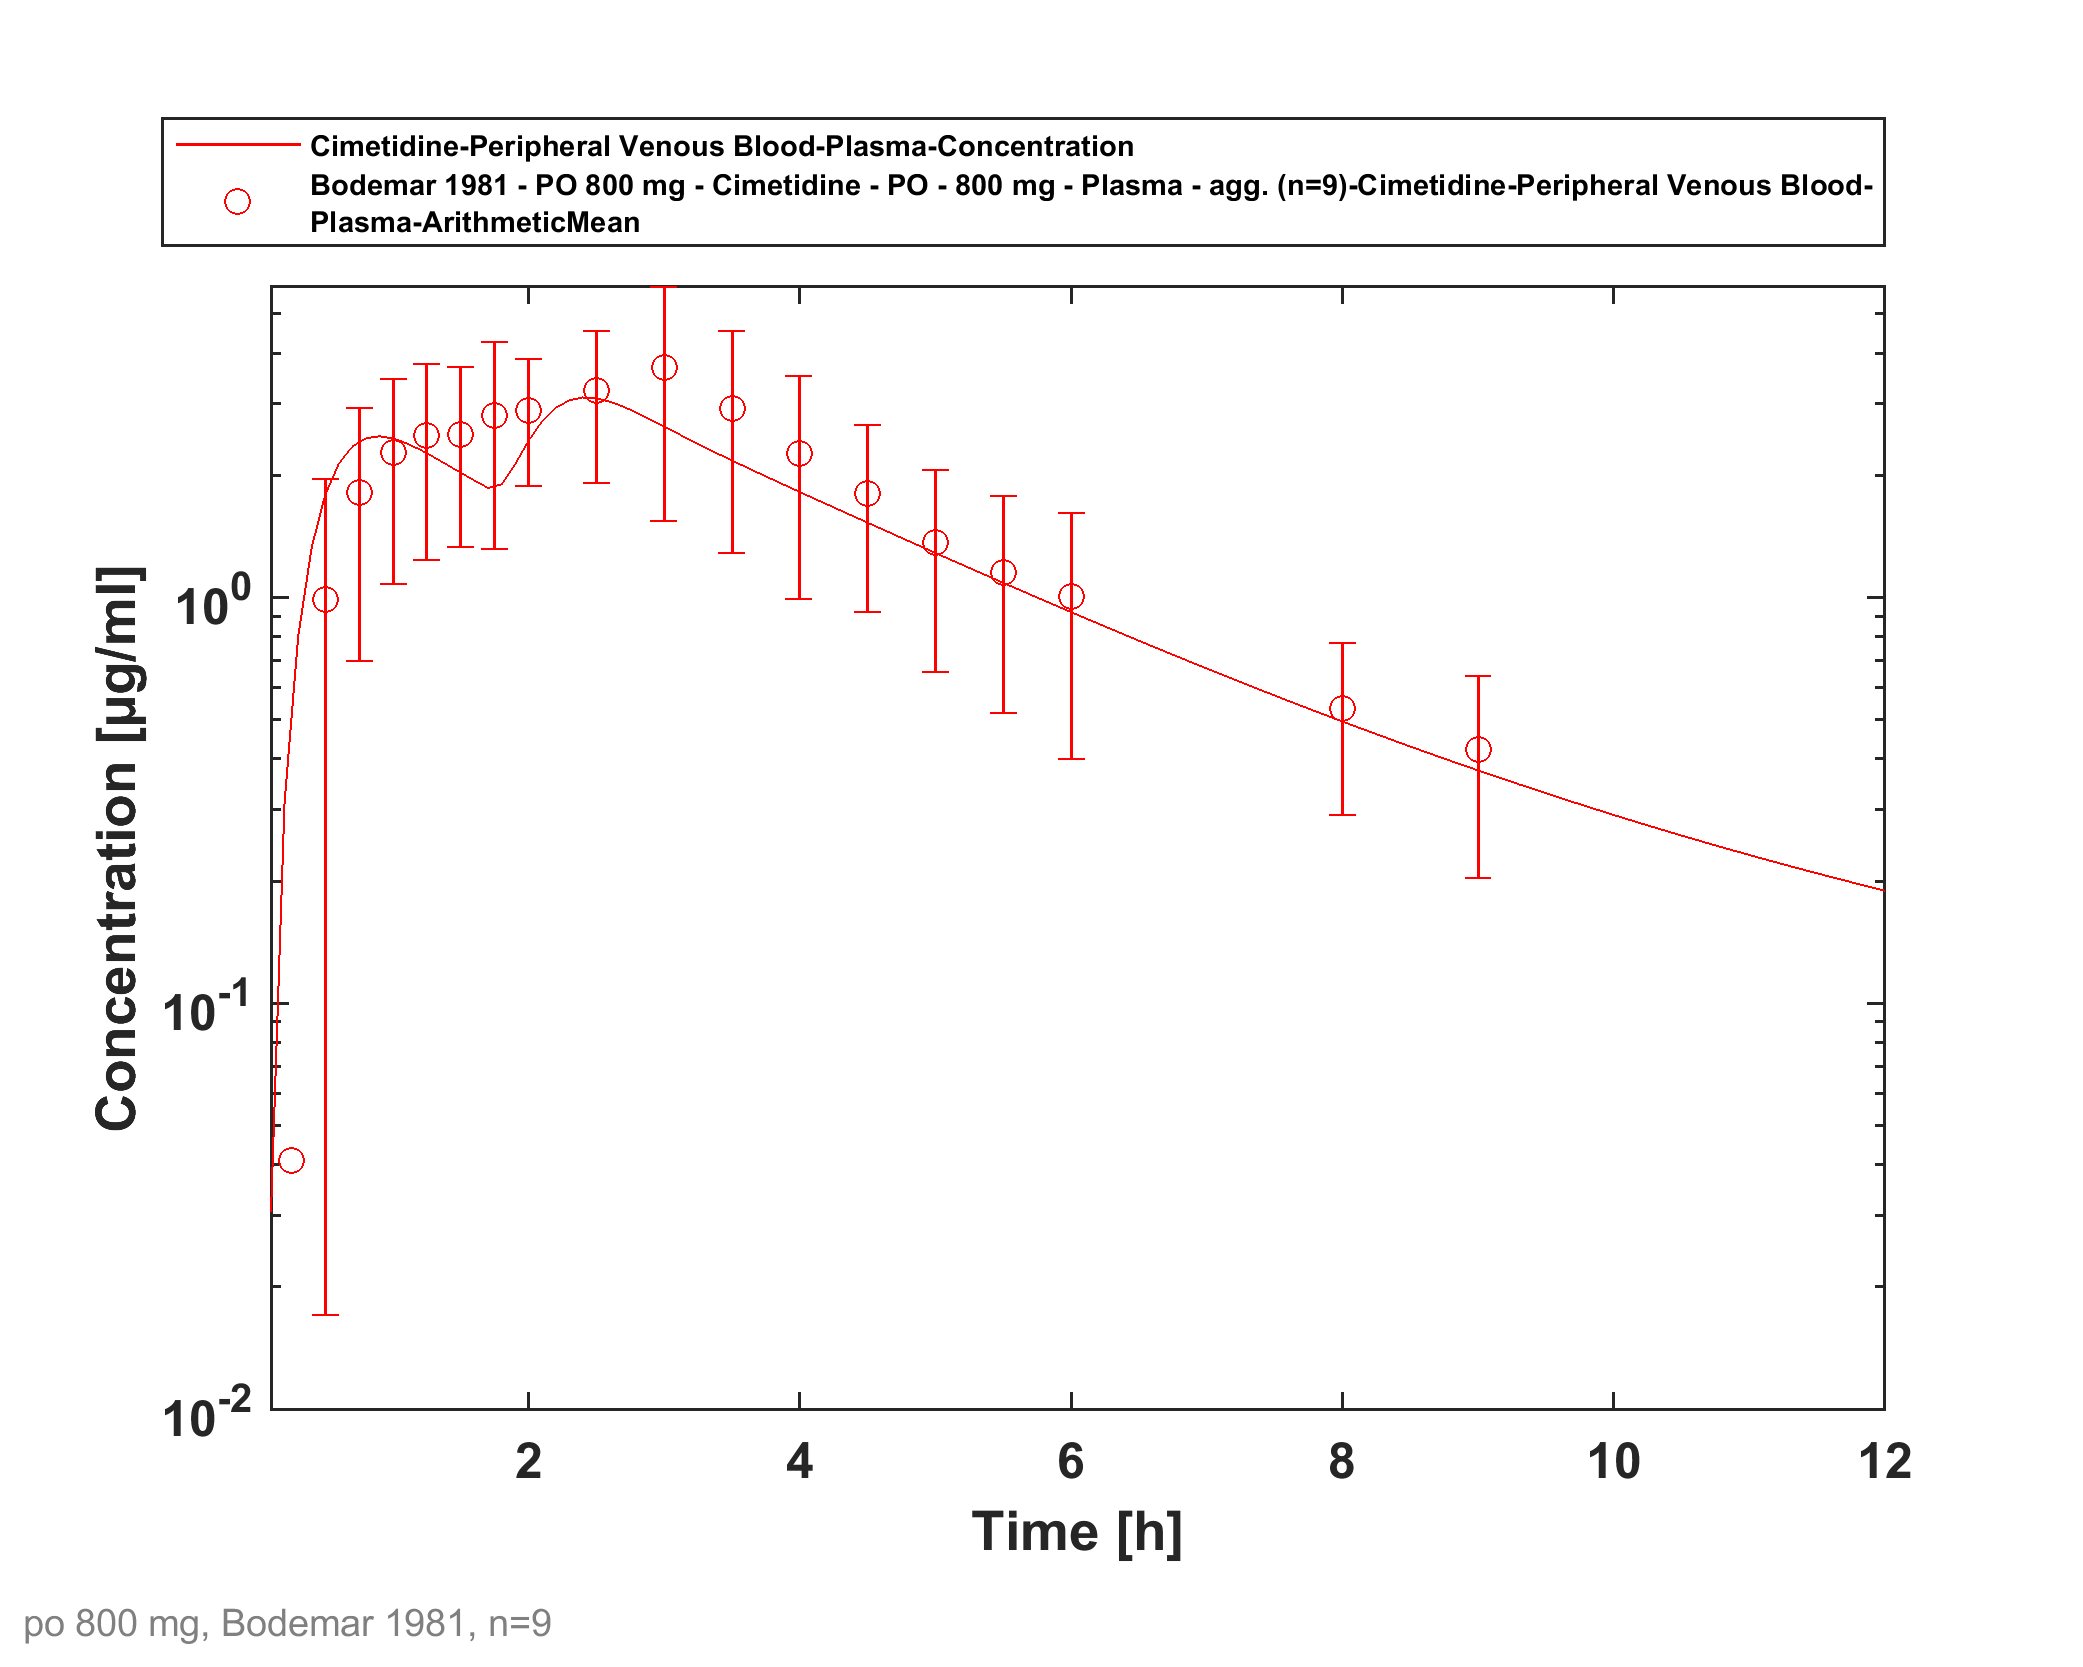 Cimetidine-Peripheral Venous Blood-Plasma-Concentration
Bodemar 1981 - PO 800 mg - Cimetidine - PO - 800 mg - Plasma - agg. (n=9)-Cimetidine-Peripheral Venous Blood-
Plasma-ArithmeticMean
Concentration [µg/ml]
10^0
10^-1
10^-2
2 4 6 8 10 12
Time [h]
po 800 mg, Bodemar 1981, n=9